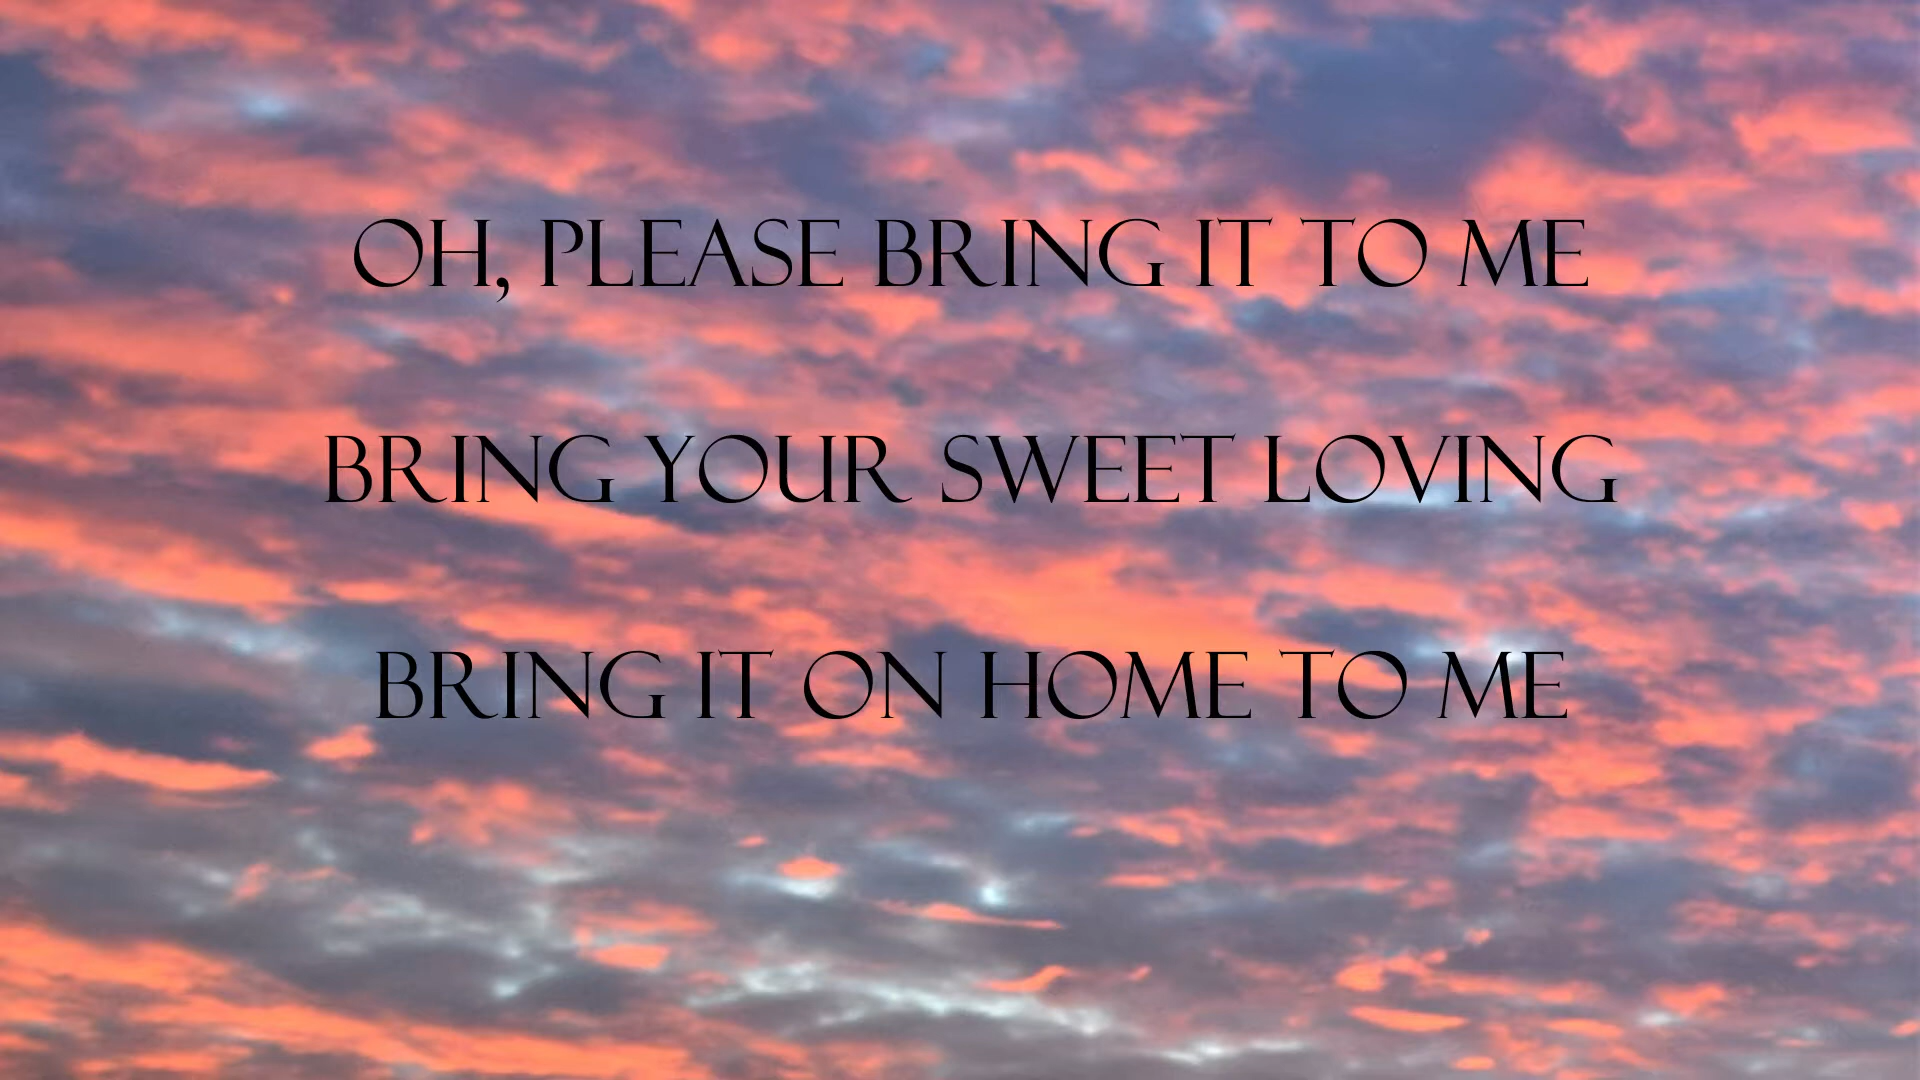 OH, PLEASE BRING IT TO ME
BRING YOUR SWEET LOVING
BRING IT ON HOME TO ME